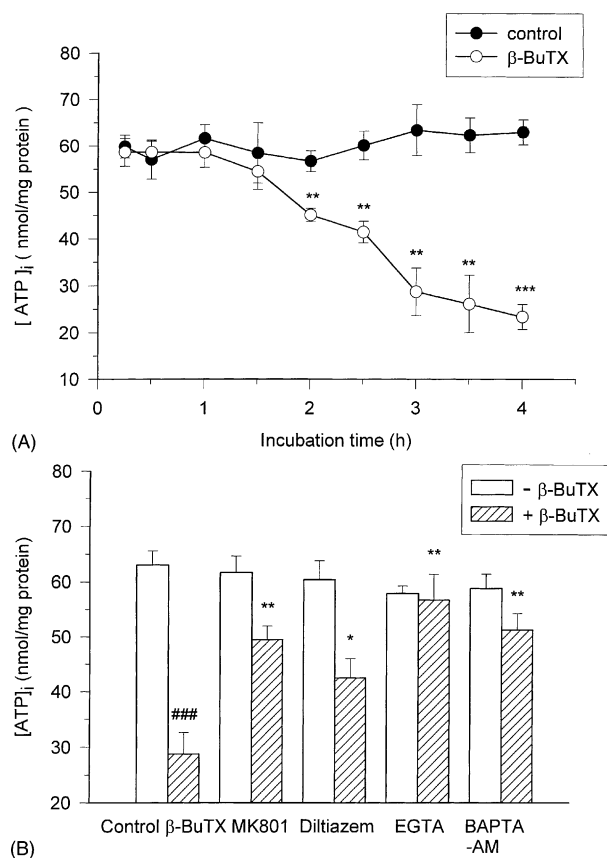 control
β-BuTX
[ ATP ]i ( nmol/mg protein )
80
70
60
50
40
30
20
10
** ** ** ** ***
0 1 2 3 4
(A)
Incubation time (h)
- β-BuTX
+ β-BuTX
[ATP]i (nmol/mg protein)
80
70
60
50
40
30
20
### ** * ** **
Control β-BuTX MK801 Diltiazem EGTA BAPTA
-AM
(B)